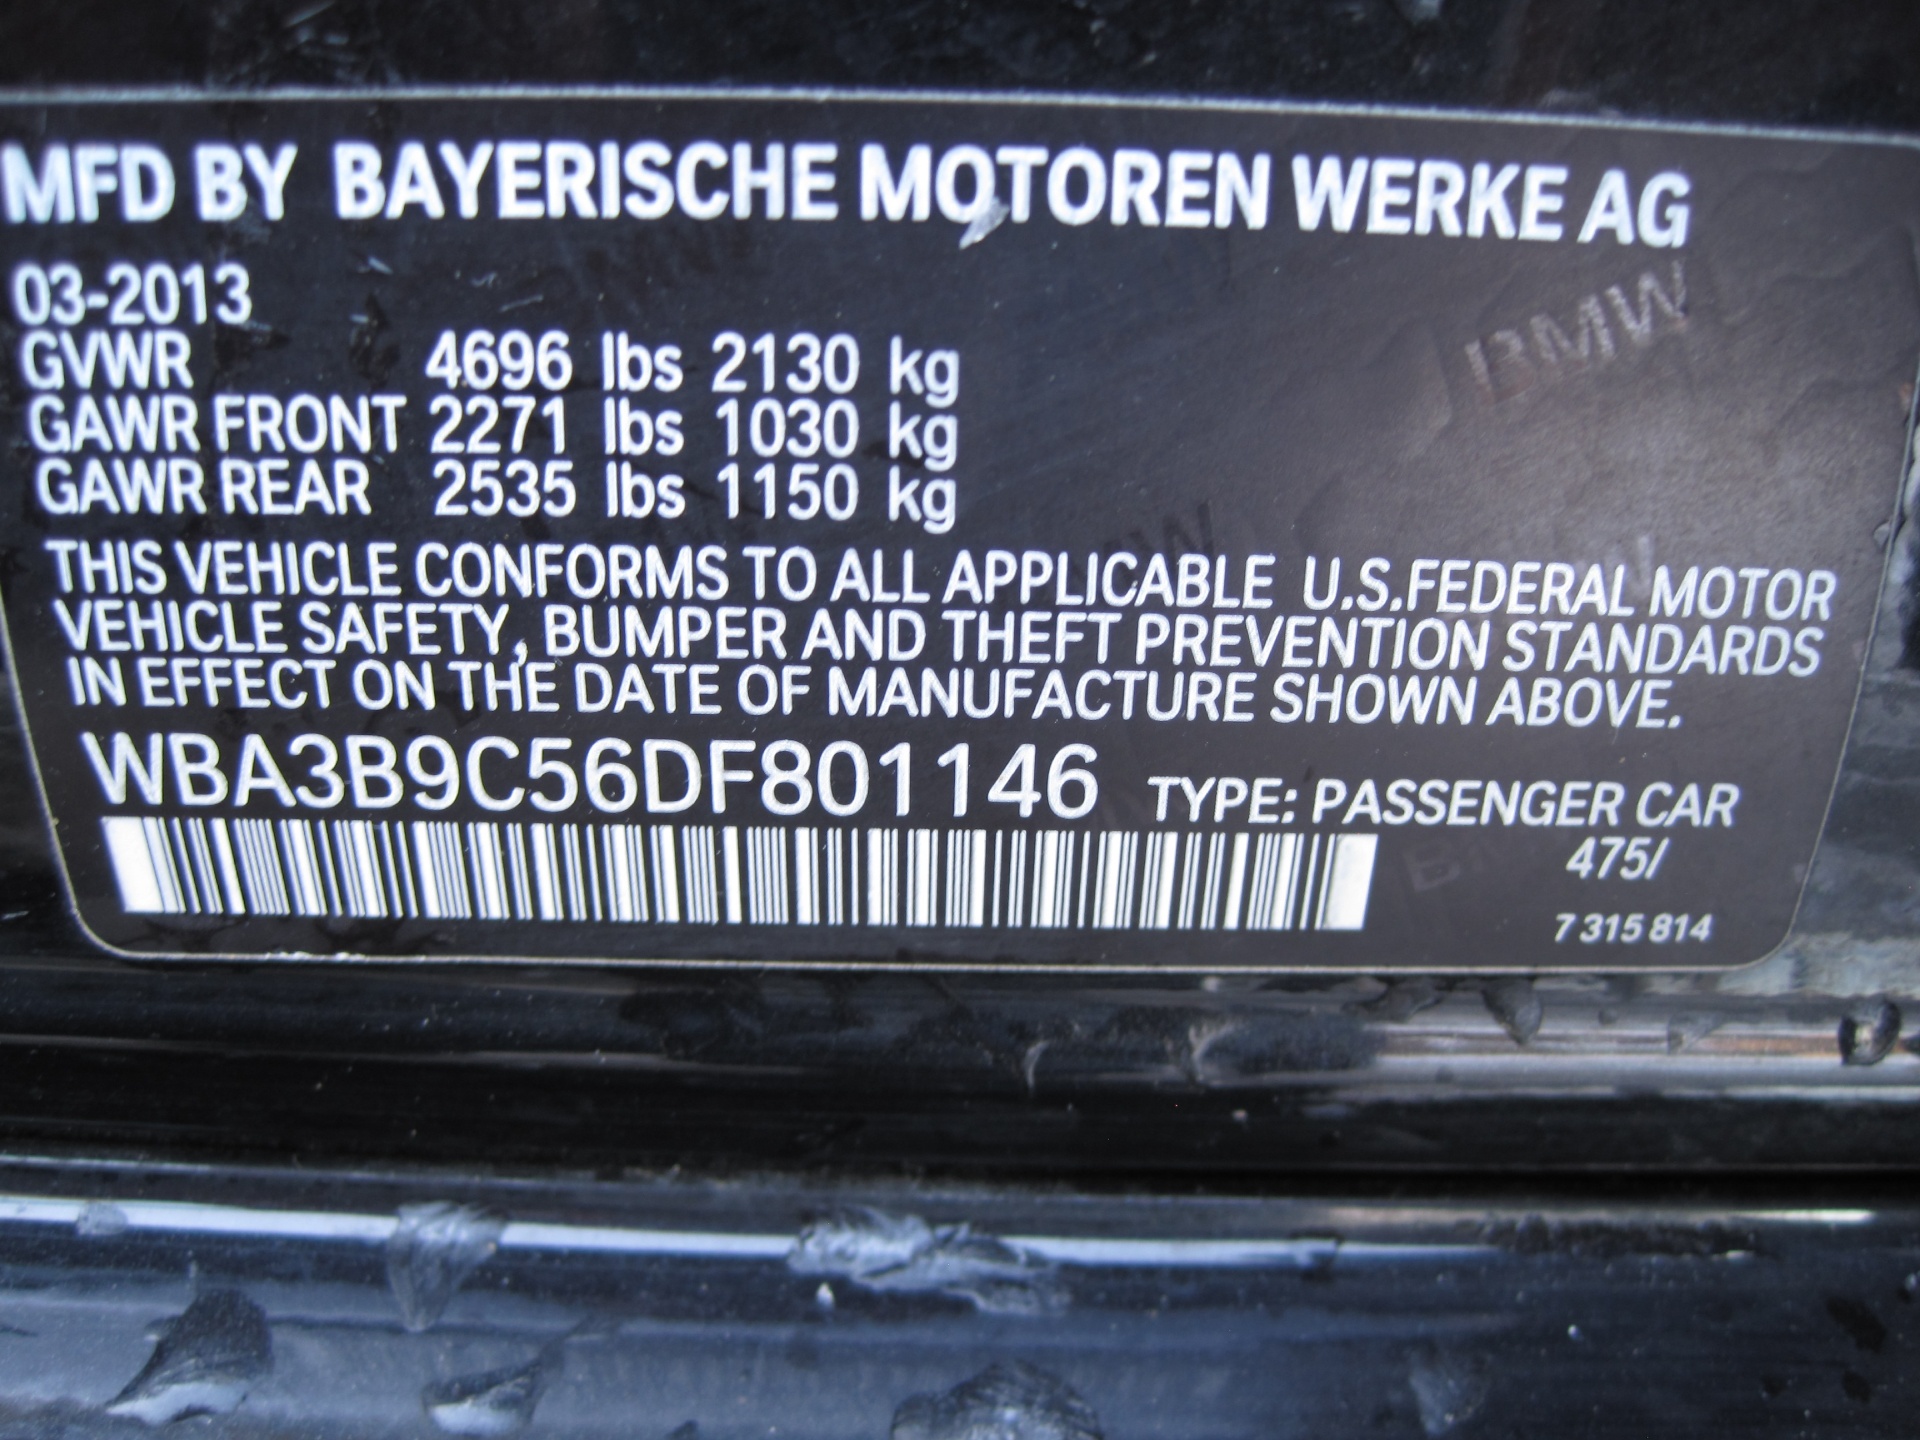 MFD BY BAYERISCHE MOTOREN WERKE AG
03-2013
GVWR 4696 lbs 2130 kg
GAWR FRONT 2271 lbs 1030 kg
GAWR REAR 2535 lbs 1150 kg
THIS VEHICLE CONFORMS TO ALL APPLICABLE U.S.FEDERAL MOTOR
VEHICLE SAFETY, BUMPER AND THEFT PREVENTION STANDARDS
IN EFFECT ON THE DATE OF MANUFACTURE SHOWN ABOVE.
WBA3B9C56DF801146 TYPE: PASSENGER CAR
475/
7 315 814
BMW